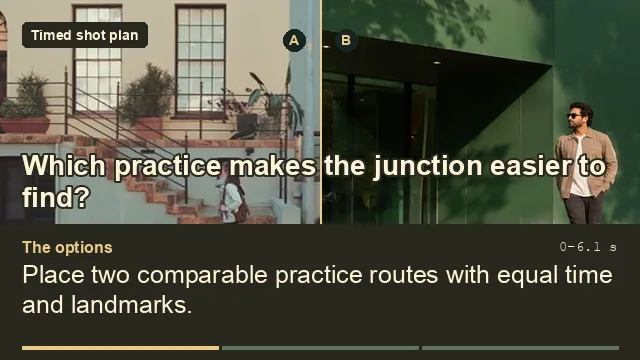 Timed shot plan
A
B
Which practice makes the junction easier to
find?
The options
0–6.1 s
Place two comparable practice routes with equal time
and landmarks.